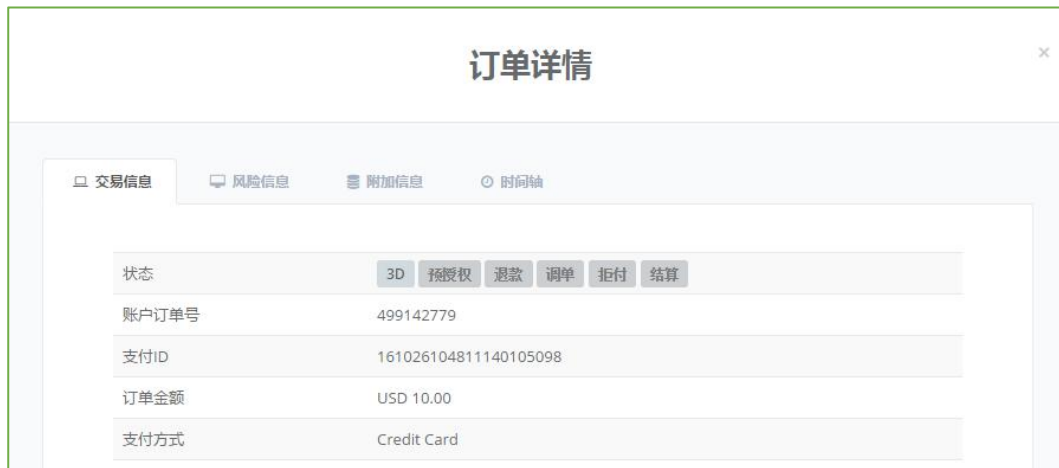 订单详情
×
交易信息 风险信息 附加信息 时间轴
状态 3D 预授权 退款 调单 拒付 结算
账户订单号 499142779
支付ID 161026104811140105098
订单金额 USD 10.00
支付方式 Credit Card